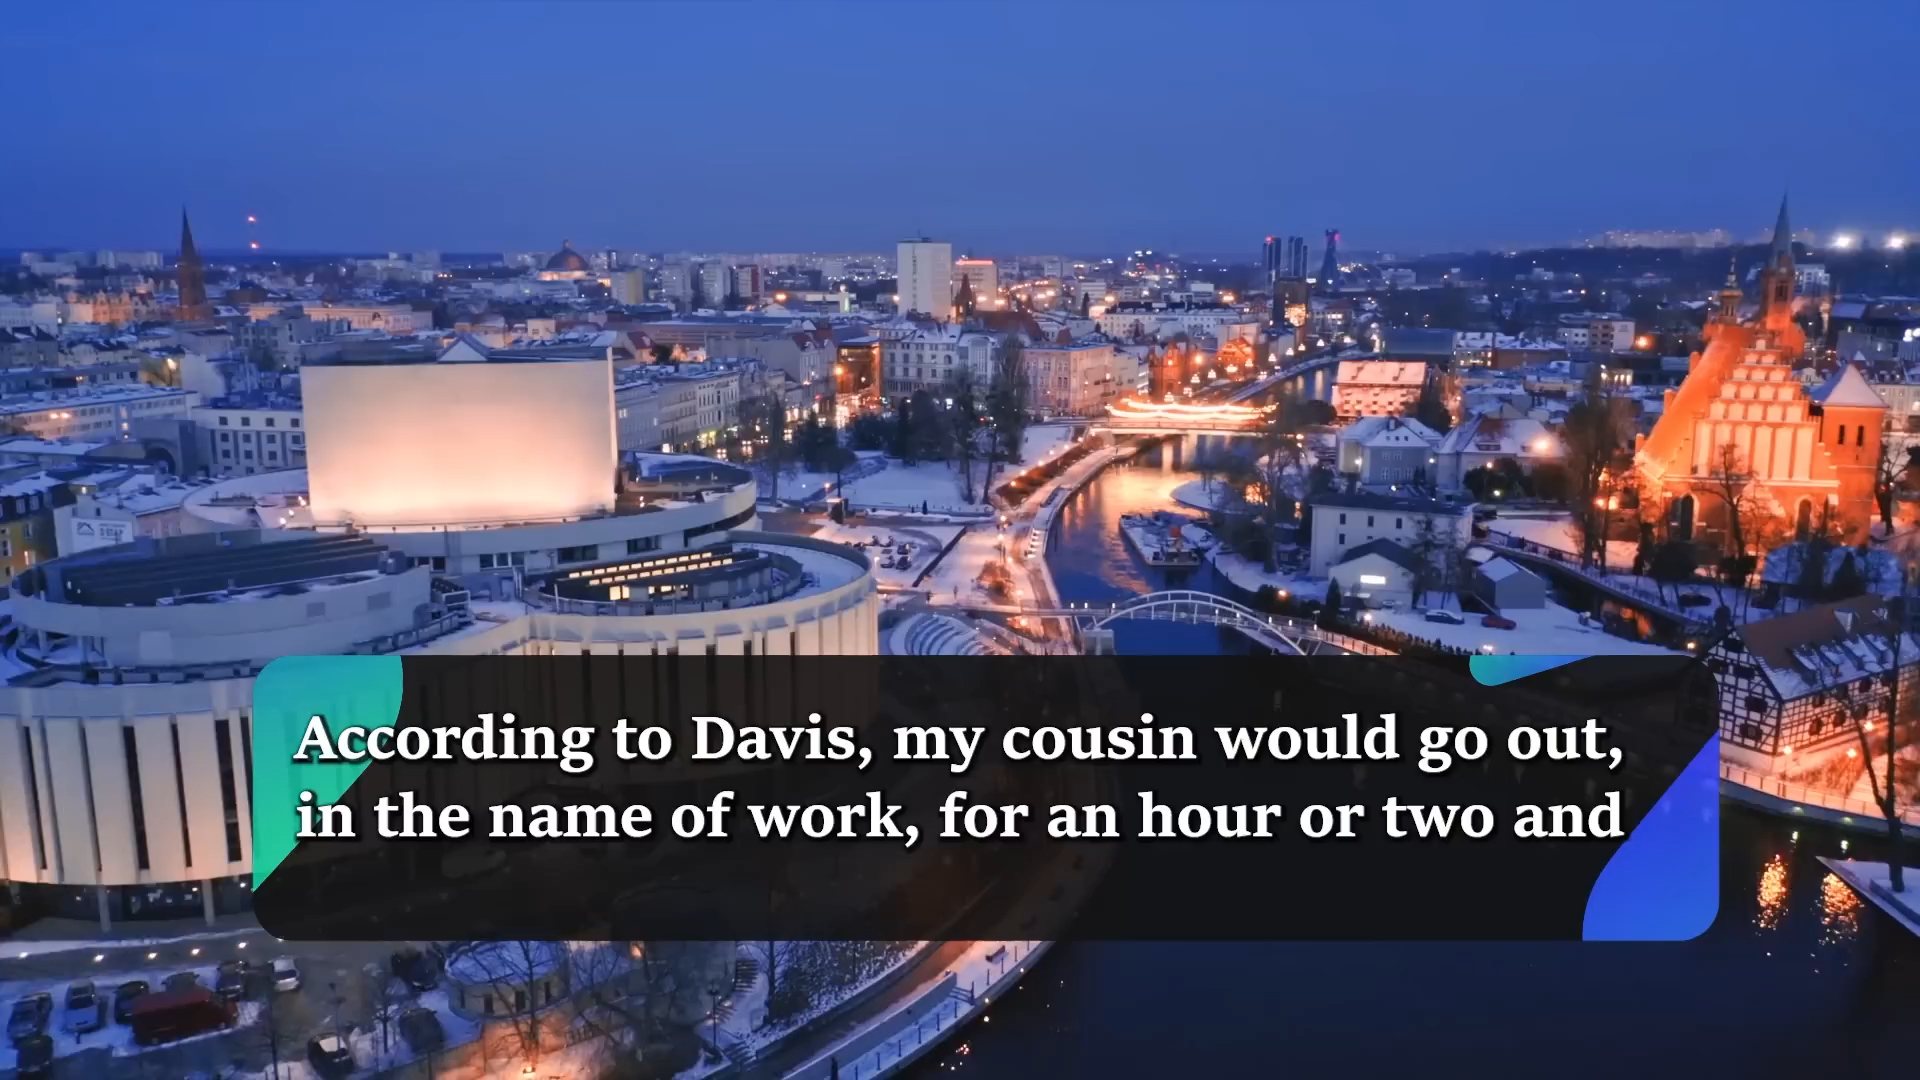 According to Davis, my cousin would go out,
in the name of work, for an hour or two and